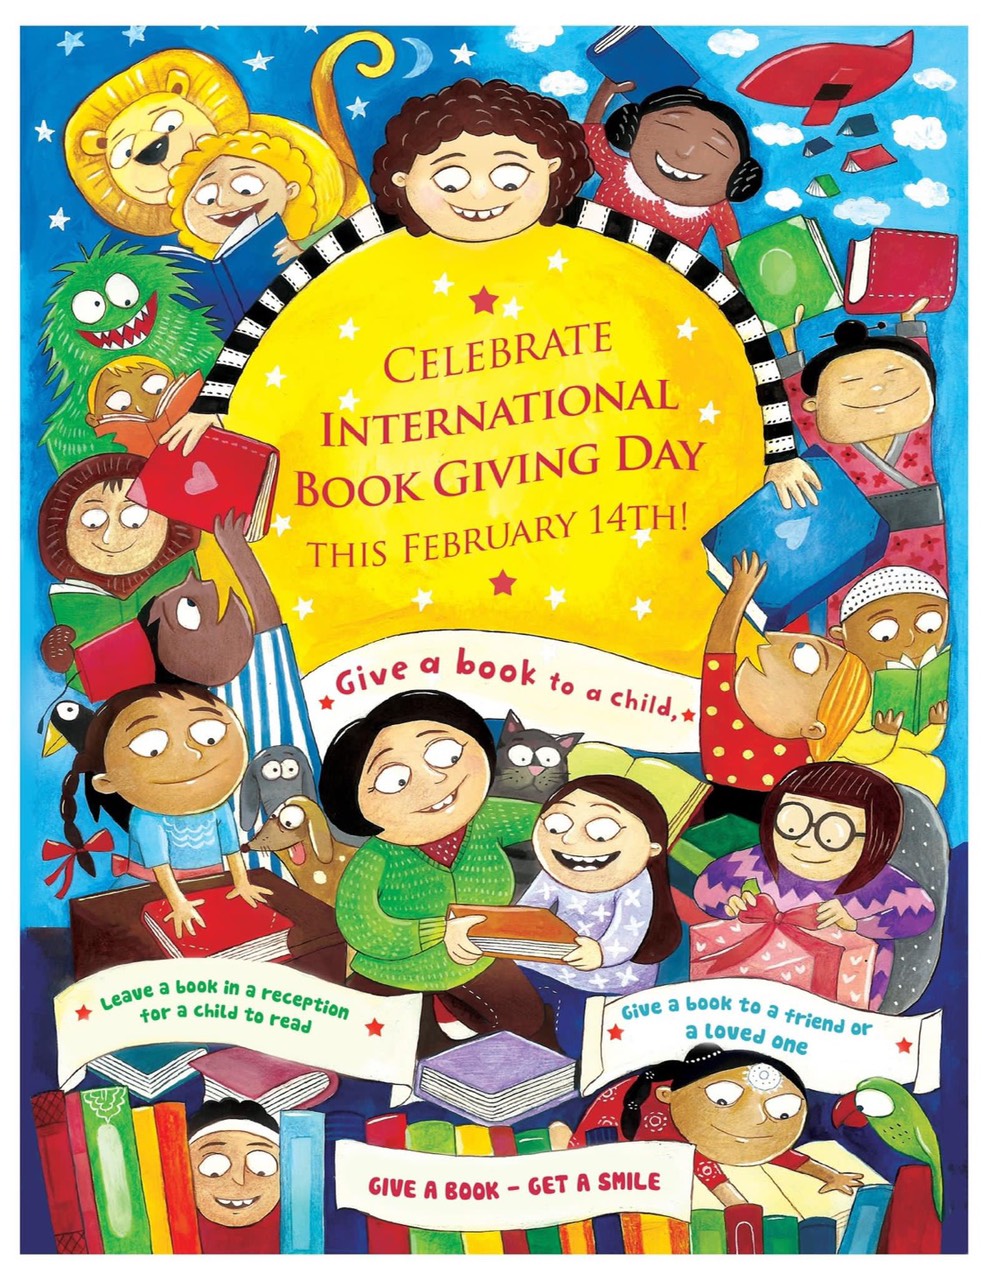 Celebrate
International
Book Giving Day
this February 14th!
Give a book to a child,
Leave a book in a reception
for a child to read
Give a book to a friend or
a loved one
GIVE A BOOK – GET A SMILE